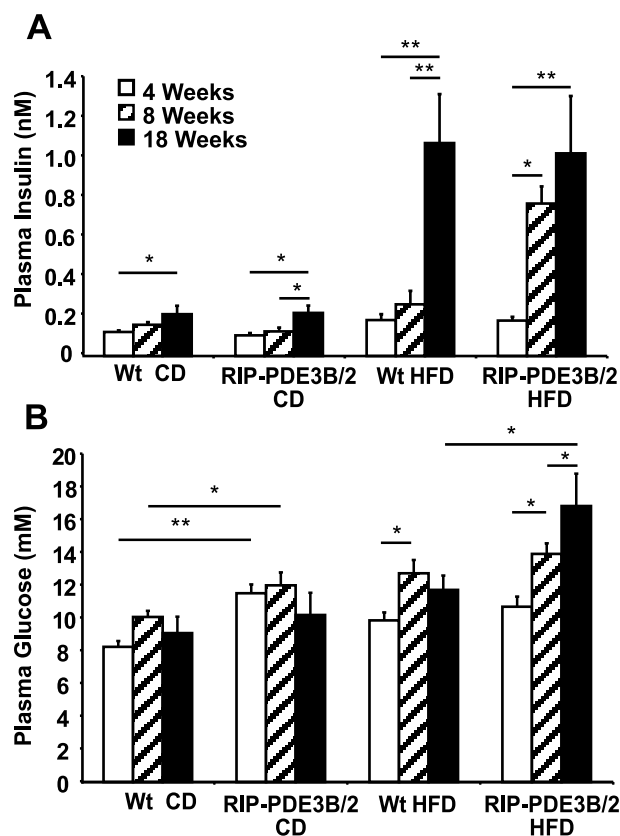 A
** **
** *
1.4
4 Weeks
8 Weeks
18 Weeks
1.2
1.0
0.8
0.6
0.4
0.2
0
Plasma Insulin (nM)
* * *
Wt CD RIP-PDE3B/2 CD Wt HFD RIP-PDE3B/2 HFD
B
*
* *
** * *
20
18
16
14
12
10
8
6
4
2
0
Plasma Glucose (mM)
Wt CD RIP-PDE3B/2 CD Wt HFD RIP-PDE3B/2 HFD